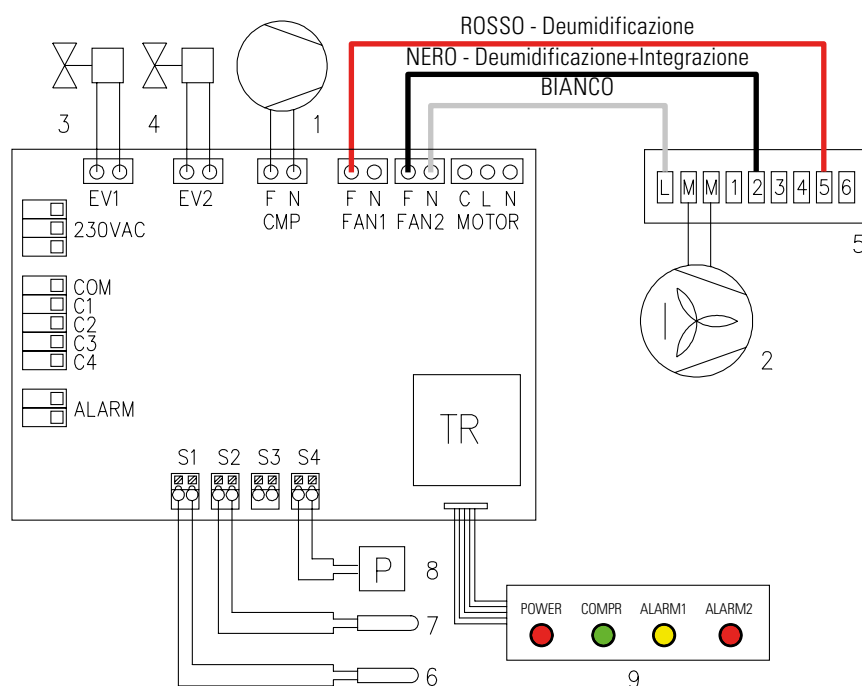 ROSSO - Deumidificazione
NERO - Deumidificazione+Integrazione
BIANCO
3
4
1
EV1
EV2
F N
CMP
F N
FAN1
F N
FAN2
C L N
MOTOR
L M M 1 2 3 4 5 6
5
2
230VAC
COM
C1
C2
C3
C4
ALARM
TR
S1 S2 S3 S4
P
8
7
6
POWER COMPR ALARM1 ALARM2
9